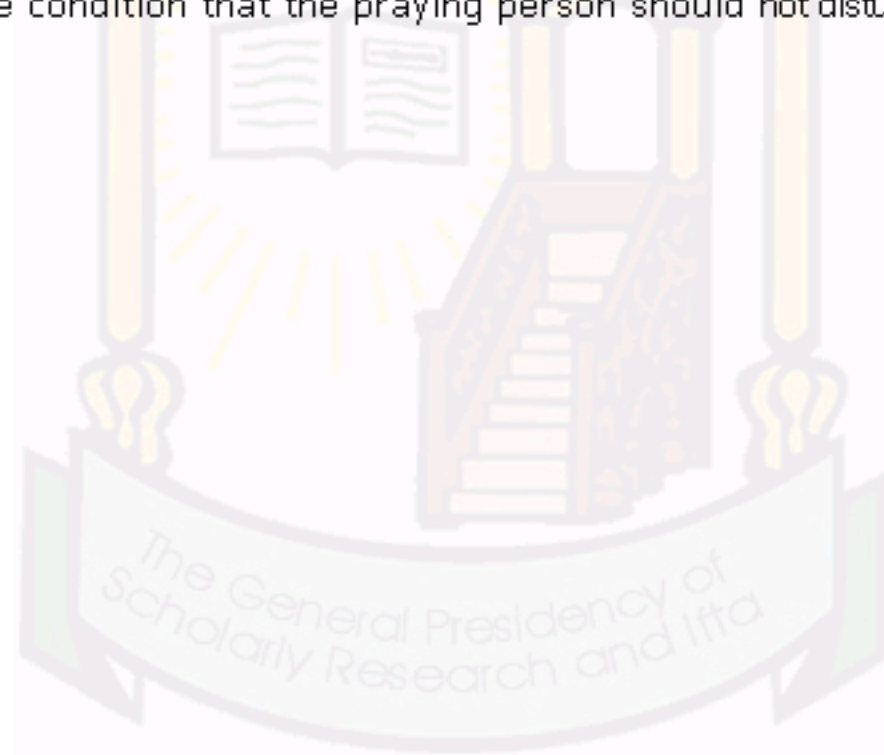 condition that the praying person should not
The General Presidency of
Scholarly Research and Ifta